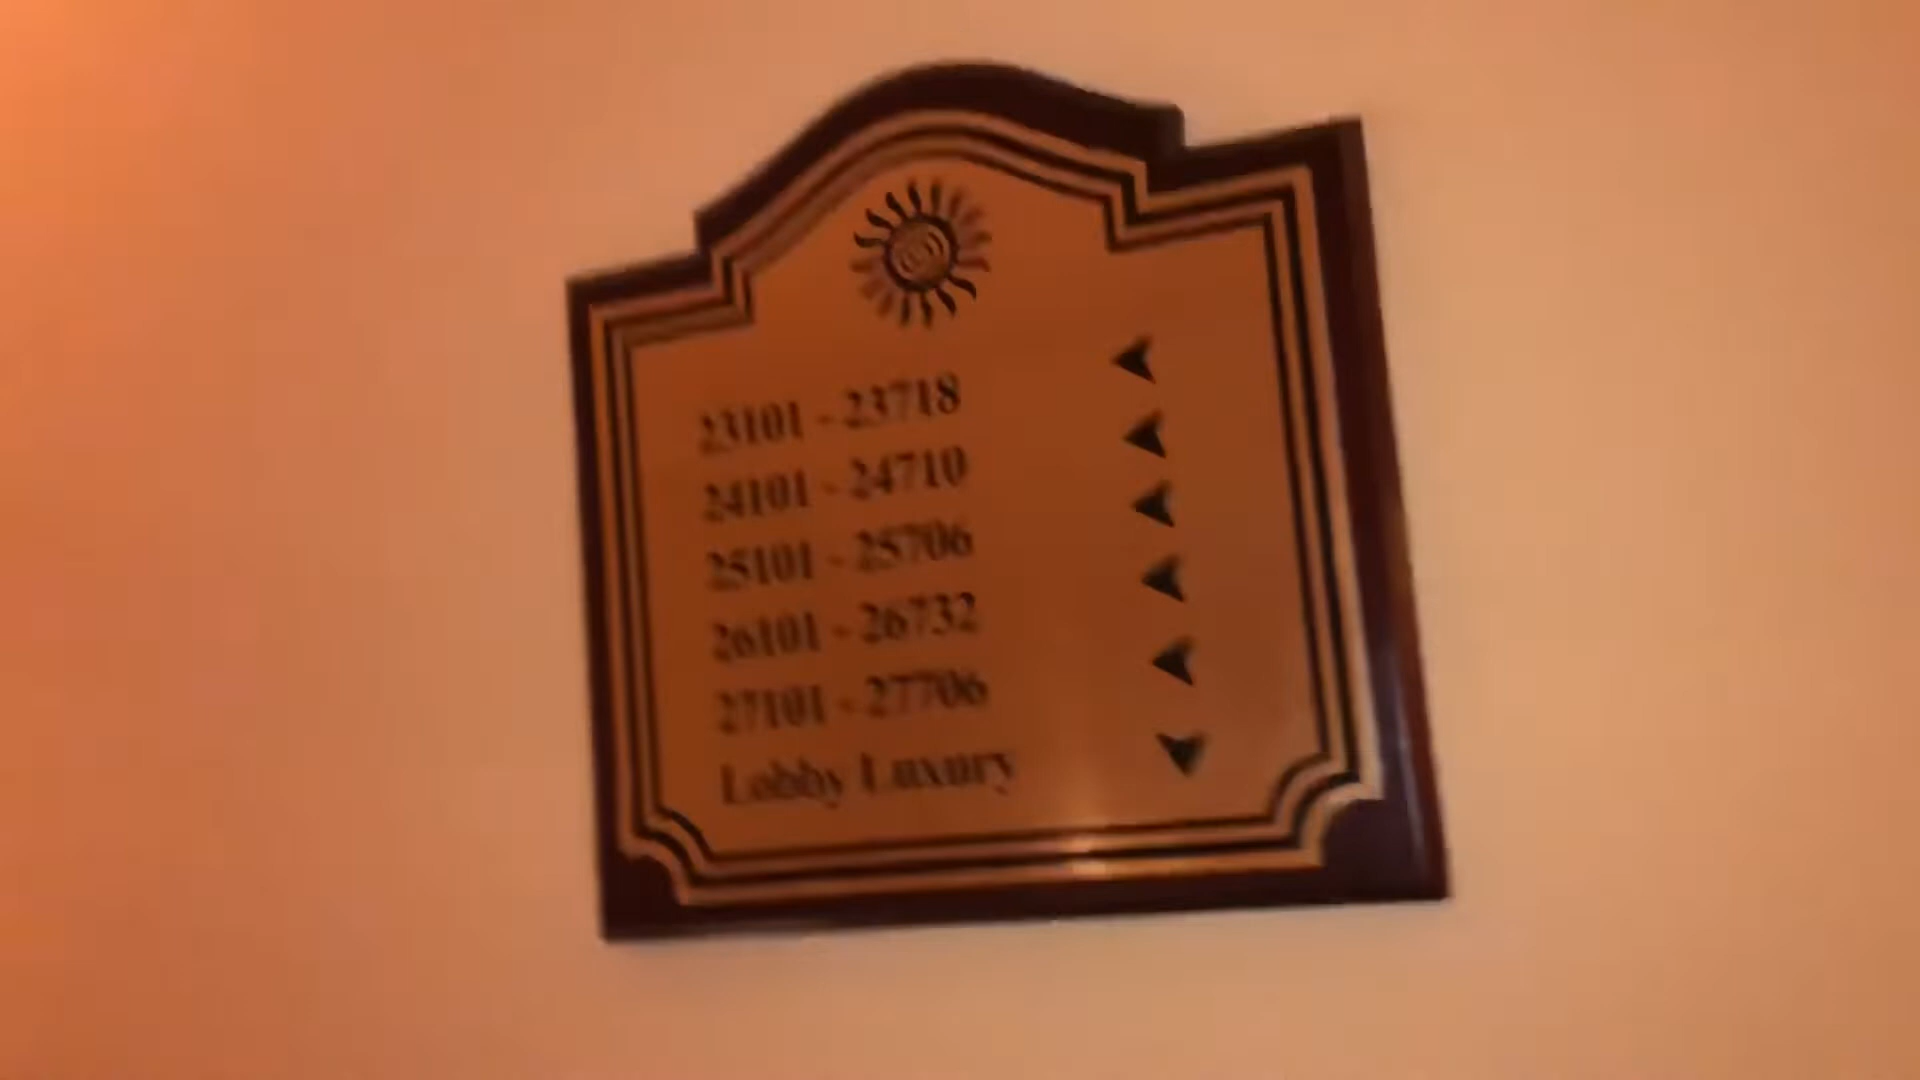 23101 - 23718
24101 - 24710
25101 - 25706
26101 - 26732
27101 - 27706
Lobby Luxury